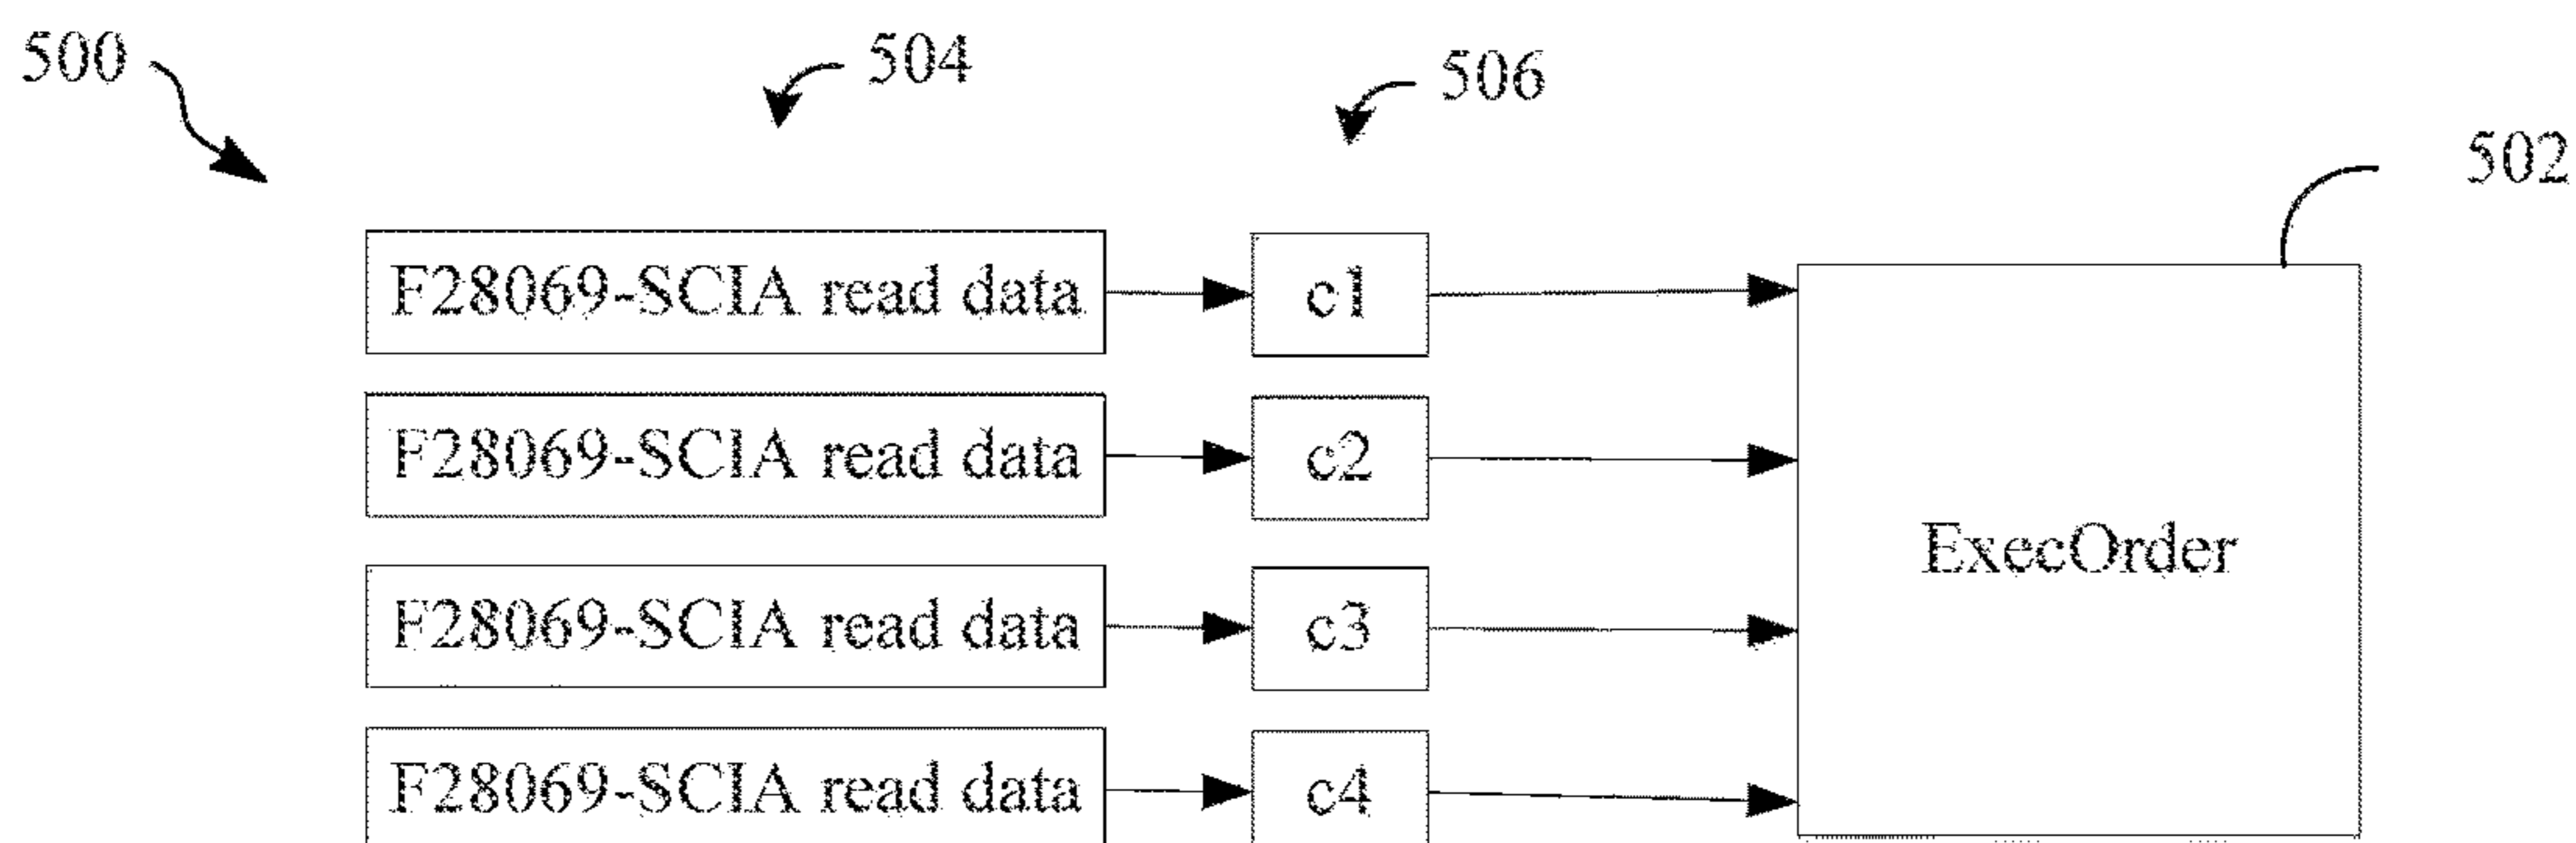 500
504
506
502
F28069-SCIA read data
c1
F28069-SCIA read data
c2
ExecOrder
F28069-SCIA read data
c3
F28069-SCIA read data
c4